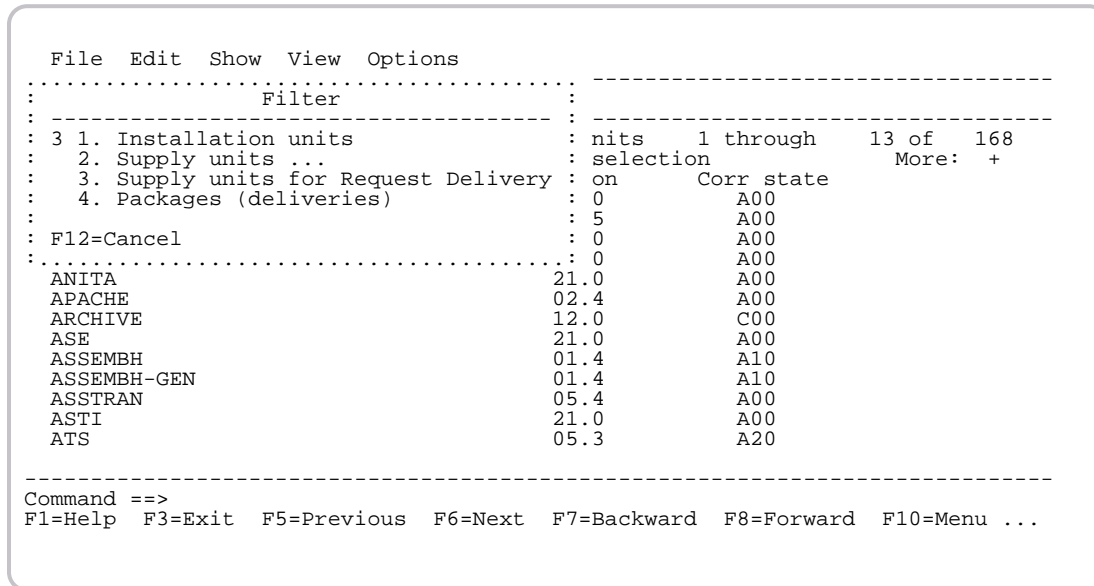 File  Edit  Show  View  Options
.......................................... -----------------------------------
:                 Filter                 :
: -------------------------------------- : -----------------------------------
: 3 1. Installation units                : nits    1 through    13 of   168
:   2. Supply units ...                  : selection              More:  +
:   3. Supply units for Request Delivery : on      Corr state
:   4. Packages (deliveries)             : 0          A00
:                                        : 5          A00
: F12=Cancel                             : 0          A00
:........................................: 0          A00
ANITA                                 21.0          A00
APACHE                                02.4          A00
ARCHIVE                               12.0          C00
ASE                                   21.0          A00
ASSEMBH                               01.4          A10
ASSEMBH-GEN                           01.4          A10
ASSTRAN                               05.4          A00
ASTI                                  21.0          A00
ATS                                   05.3          A20
------------------------------------------------------------------------------
Command ==>
F1=Help  F3=Exit  F5=Previous  F6=Next  F7=Backward  F8=Forward  F10=Menu ...